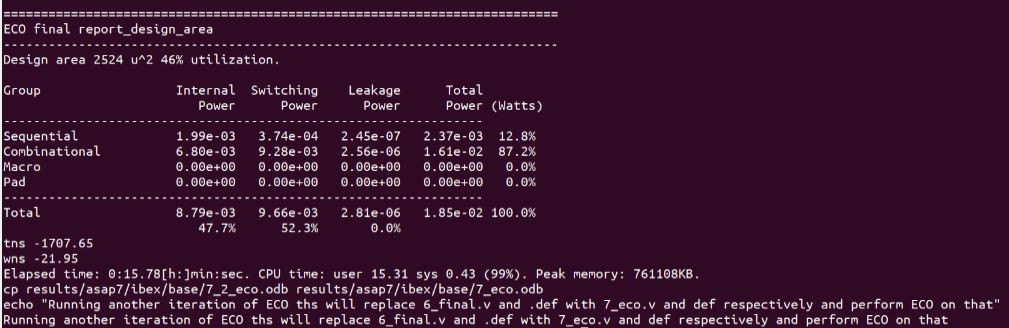 ==========================================================================
ECO final report_design_area
--------------------------------------------------------------------------
Design area 2524 u^2 46% utilization.
Group                  Internal  Switching    Leakage      Total
                          Power      Power      Power      Power (Watts)
----------------------------------------------------------------
Sequential             1.99e-03   3.74e-04   2.45e-07   2.37e-03  12.8%
Combinational          6.80e-03   9.28e-03   2.56e-06   1.61e-02  87.2%
Macro                  0.00e+00   0.00e+00   0.00e+00   0.00e+00   0.0%
Pad                    0.00e+00   0.00e+00   0.00e+00   0.00e+00   0.0%
----------------------------------------------------------------
Total                  8.79e-03   9.66e-03   2.81e-06   1.85e-02 100.0%
                          47.7%      52.3%       0.0%
tns -1707.65
wns -21.95
Elapsed time: 0:15.78[h:]min:sec. CPU time: user 15.31 sys 0.43 (99%). Peak memory: 761108KB.
cp results/asap7/ibex/base/7_2_eco.odb results/asap7/ibex/base/7_eco.odb
echo "Running another iteration of ECO ths will replace 6_final.v and .def with 7_eco.v and def respectively and perform ECO on that"
Running another iteration of ECO ths will replace 6_final.v and .def with 7_eco.v and def respectively and perform ECO on that